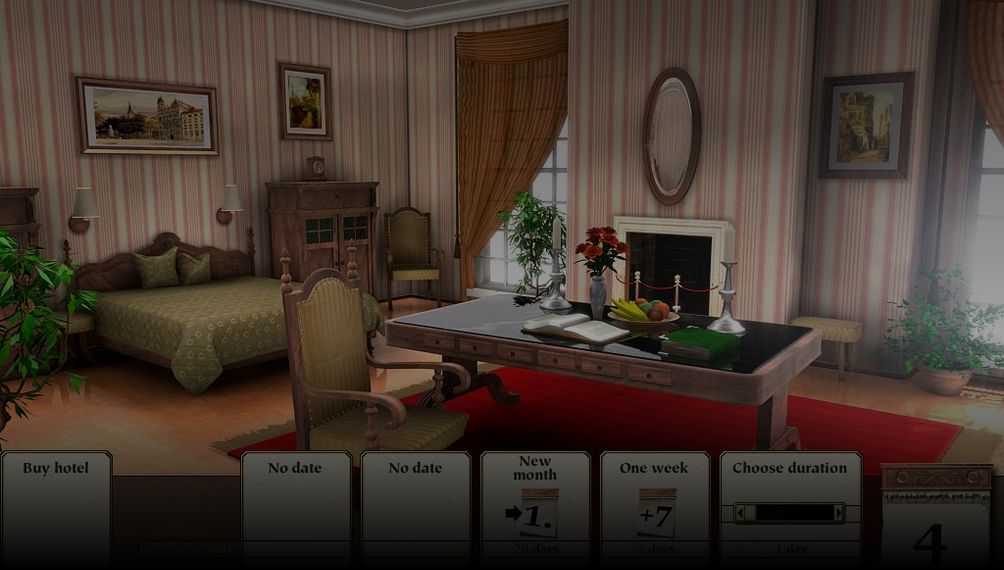 Buy hotel
No date
No date
New
month
One week
Choose duration
1.
+7
4
Stay
28 days
7 days
1 day